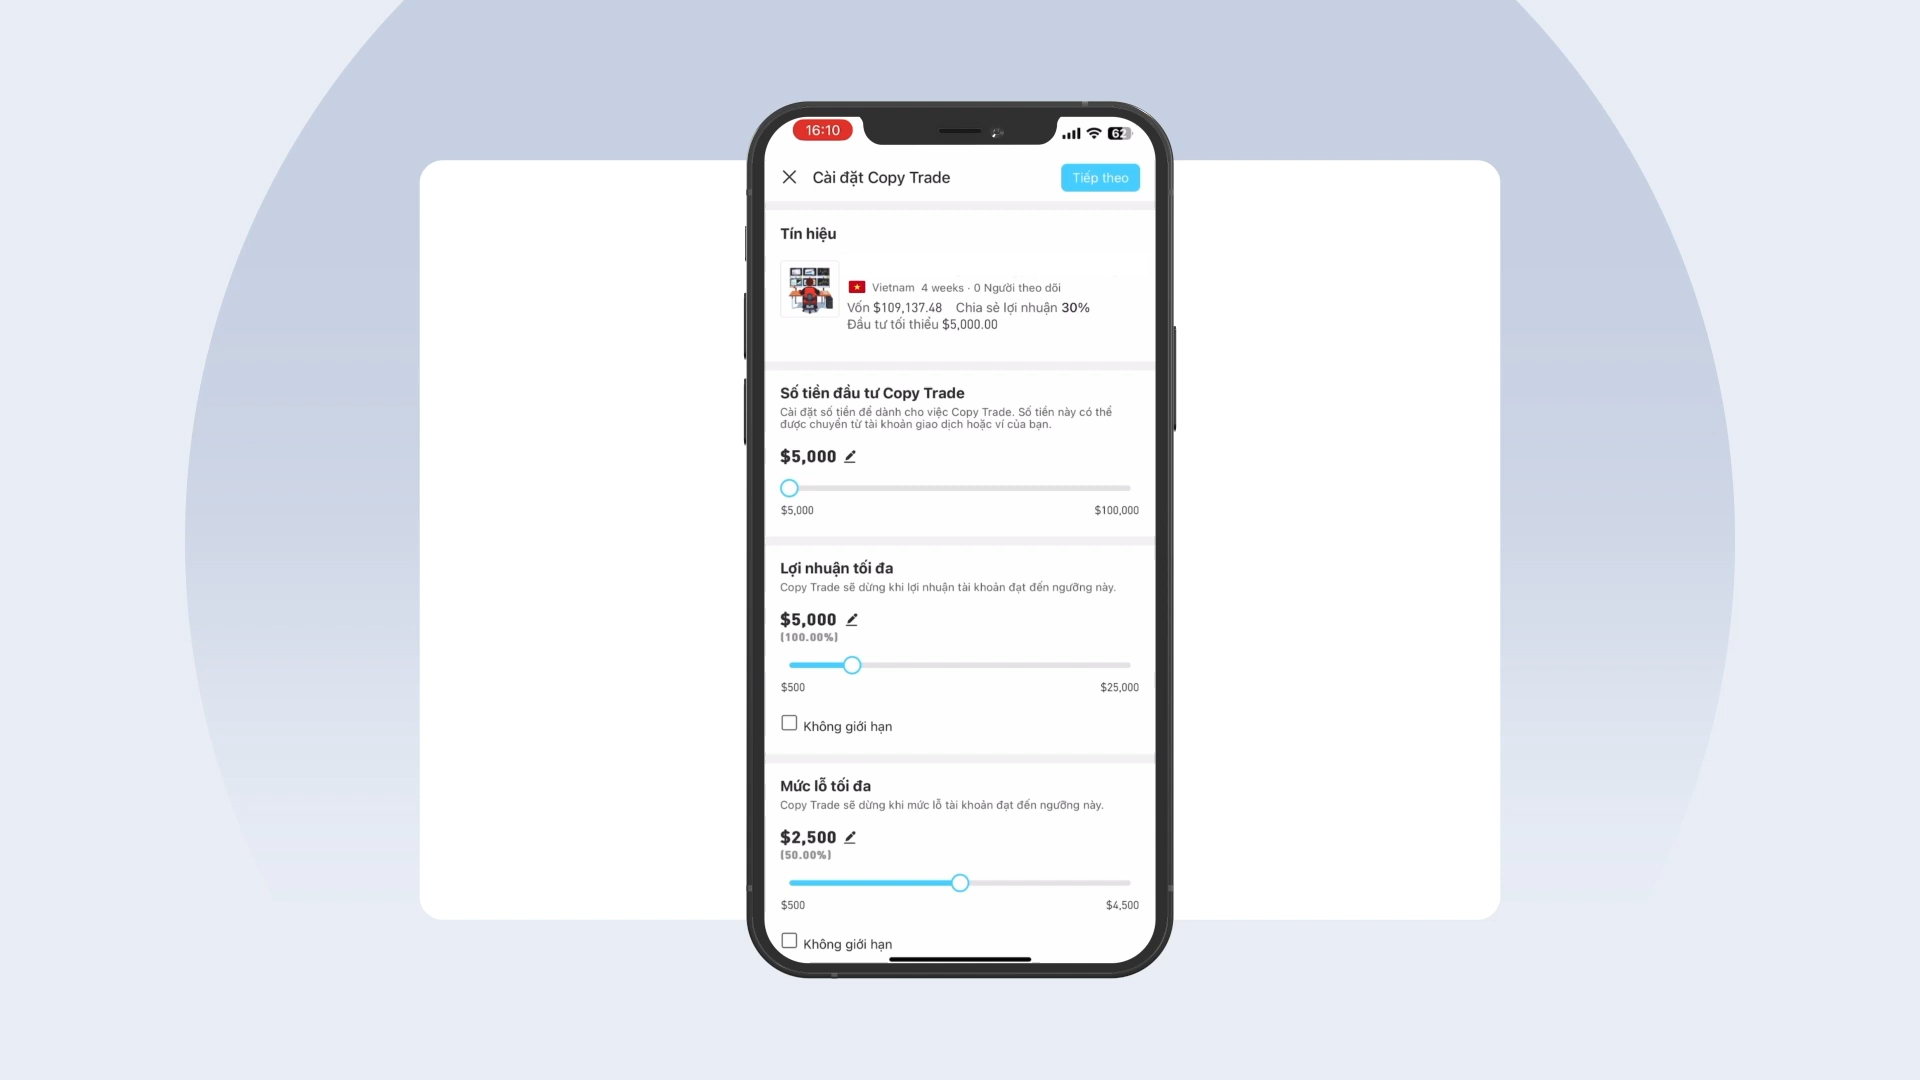 16:10
62
Cài đặt Copy Trade
Tiếp theo
Tín hiệu
Vietnam 4 weeks · 0 Người theo dõi
Vốn $109,137.48 Chia sẻ lợi nhuận 30%
Đầu tư tối thiểu $5,000.00
Số tiền đầu tư Copy Trade
Cài đặt số tiền để dành cho việc Copy Trade. Số tiền này có thể
được chuyển từ tài khoản giao dịch hoặc ví của bạn.
$5,000
$5,000 $100,000
Lợi nhuận tối đa
Copy Trade sẽ dừng khi lợi nhuận tài khoản đạt đến ngưỡng này.
$5,000
(100.00%)
$500 $25,000
Không giới hạn
Mức lỗ tối đa
Copy Trade sẽ dừng khi mức lỗ tài khoản đạt đến ngưỡng này.
$2,500
(50.00%)
$500 $4,500
Không giới hạn